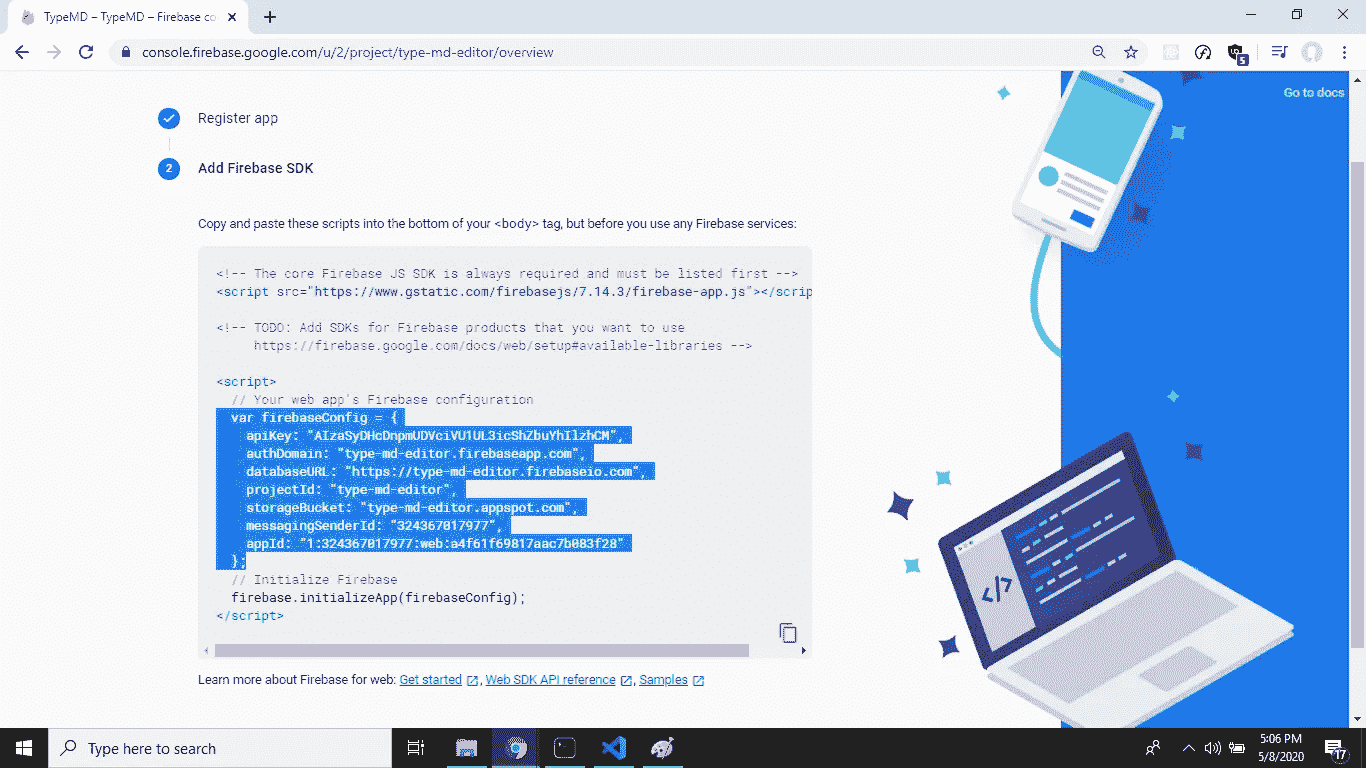 TypeMD – TypeMD – Firebase co
console.firebase.google.com/u/2/project/type-md-editor/overview
5
Go to docs
Register app
2 Add Firebase SDK
Copy and paste these scripts into the bottom of your <body> tag, but before you use any Firebase services:
<!-- The core Firebase JS SDK is always required and must be listed first -->
<script src="https://www.gstatic.com/firebasejs/7.14.3/firebase-app.js"></scrip
<!-- TODO: Add SDKs for Firebase products that you want to use
https://firebase.google.com/docs/web/setup#available-libraries -->
<script>
// Your web app's Firebase configuration
var firebaseConfig = {
apiKey: "AIzaSyDHcDnpmUDVciVU1UL3icShZbuYhIlzhCM",
authDomain: "type-md-editor.firebaseapp.com",
databaseURL: "https://type-md-editor.firebaseio.com",
projectId: "type-md-editor",
storageBucket: "type-md-editor.appspot.com",
messagingSenderId: "324367017977",
appId: "1:324367017977:web:a4f61f69817aac7b083f28"
};
// Initialize Firebase
firebase.initializeApp(firebaseConfig);
</script>
Learn more about Firebase for web: Get started , Web SDK API reference , Samples
</>
Type here to search
5:06 PM
5/8/2020
17